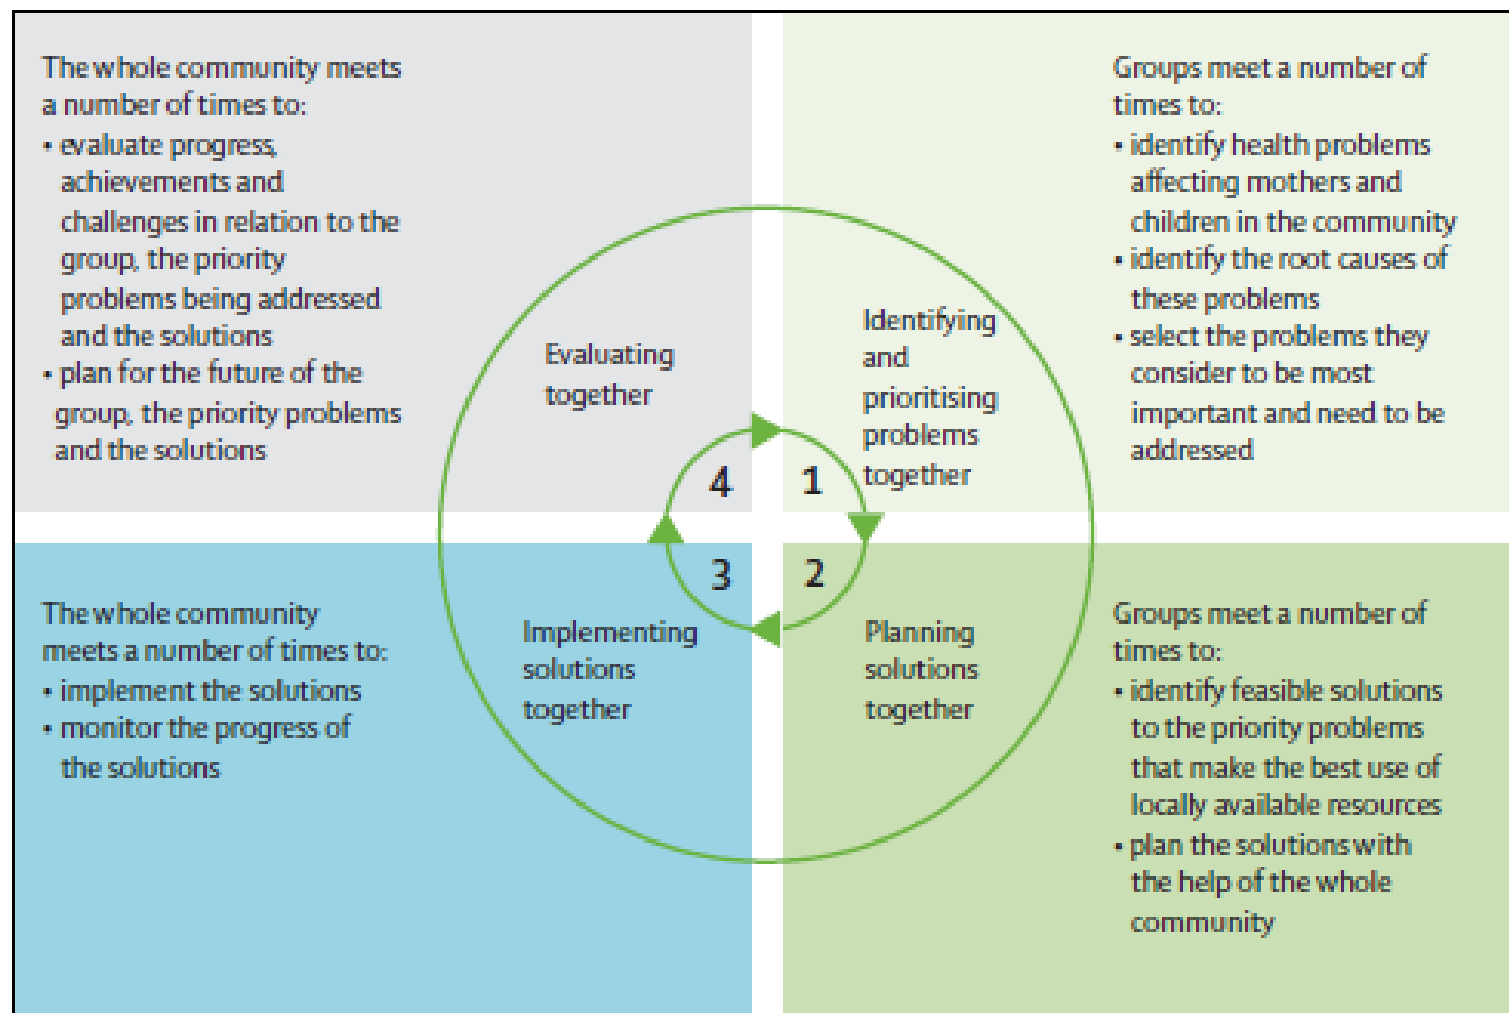 The whole community meets
a number of times to:
• evaluate progress,
achievements and
challenges in relation to the
group, the priority
problems being addressed
and the solutions
• plan for the future of the
group, the priority problems
and the solutions
Evaluating
together
4
Groups meet a number of
times to:
• identify health problems
affecting mothers and
children in the community
• identify the root causes of
these problems
• select the problems they
consider to be most
important and need to be
addressed
Identifying
and
prioritising
problems
together
1
The whole community
meets a number of times to:
• implement the solutions
• monitor the progress of
the solutions
Implementing
solutions
together
3
2
Planning
solutions
together
Groups meet a number of
times to:
• identify feasible solutions
to the priority problems
that make the best use of
locally available resources
• plan the solutions with
the help of the whole
community